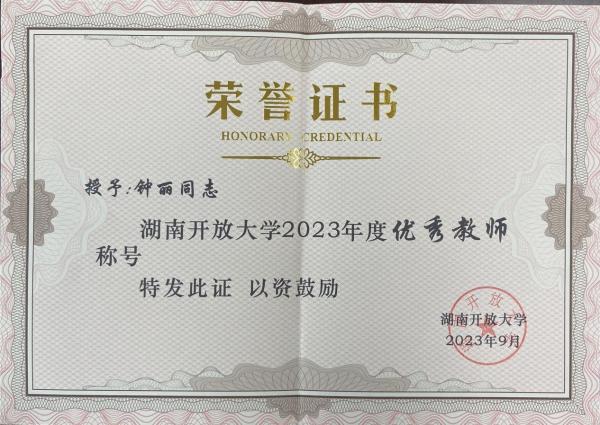 荣誉证书
HONORARY CREDENTIAL
授予:钟丽同志
湖南开放大学2023年度优秀教师
称号
特发此证 以资鼓励
湖南开放大学
2023年9月